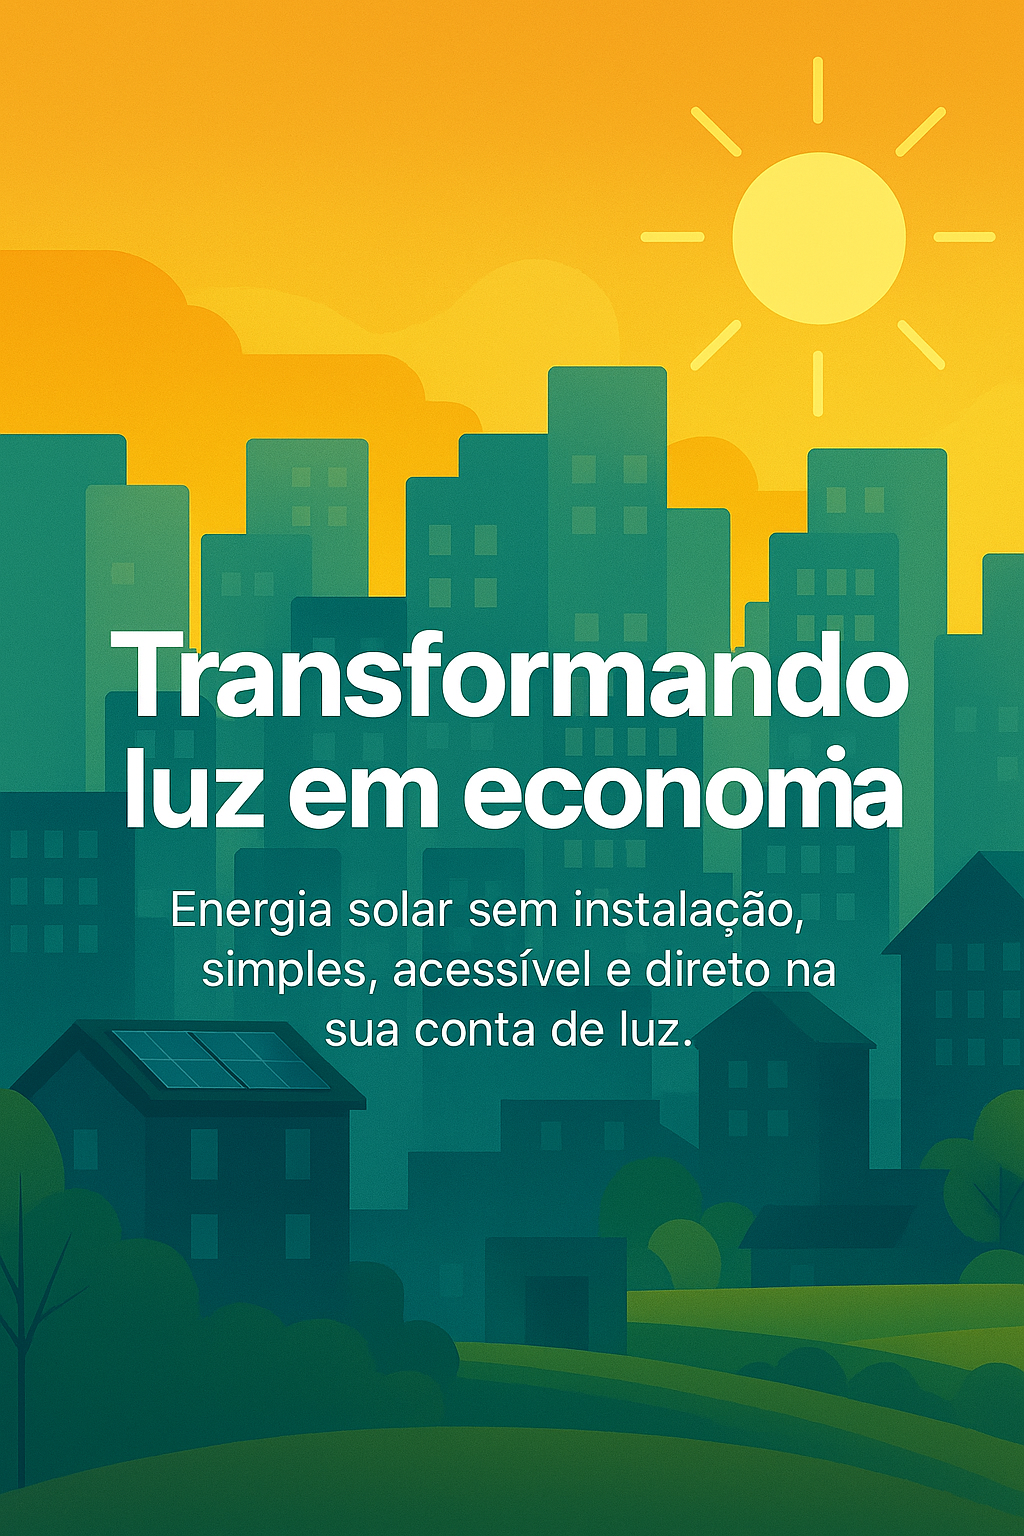 Transformando
luz em economia
Energia solar sem instalação,
simples, acessível e direto na
sua conta de luz.